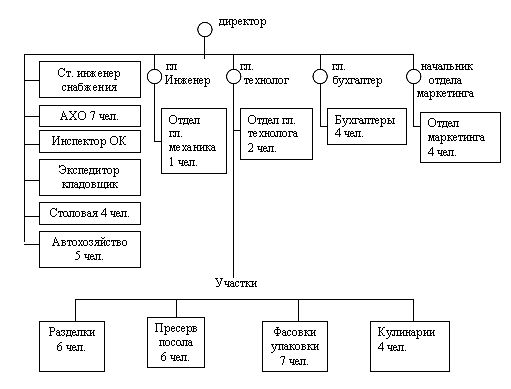 директор
Ст. инженер
снабжения
АХО 7 чел.
Инспектор ОК
Экспедитор
кладовщик
Столовая 4 чел.
Автохозяйство
5 чел.
гл
Инженер
Отдел
гл.
механика
1 чел.
гл.
технолог
Отдел гл.
технолога
2 чел.
гл.
бухгалтер
Бухгалтеры
4 чел.
начальник
отдела
маркетинга
Отдел
маркетинга
4 чел.
Участки
Разделки
6 чел.
Пресерв
посола
6 чел.
Фасовки
упаковки
7 чел.
Кулинарии
4 чел.